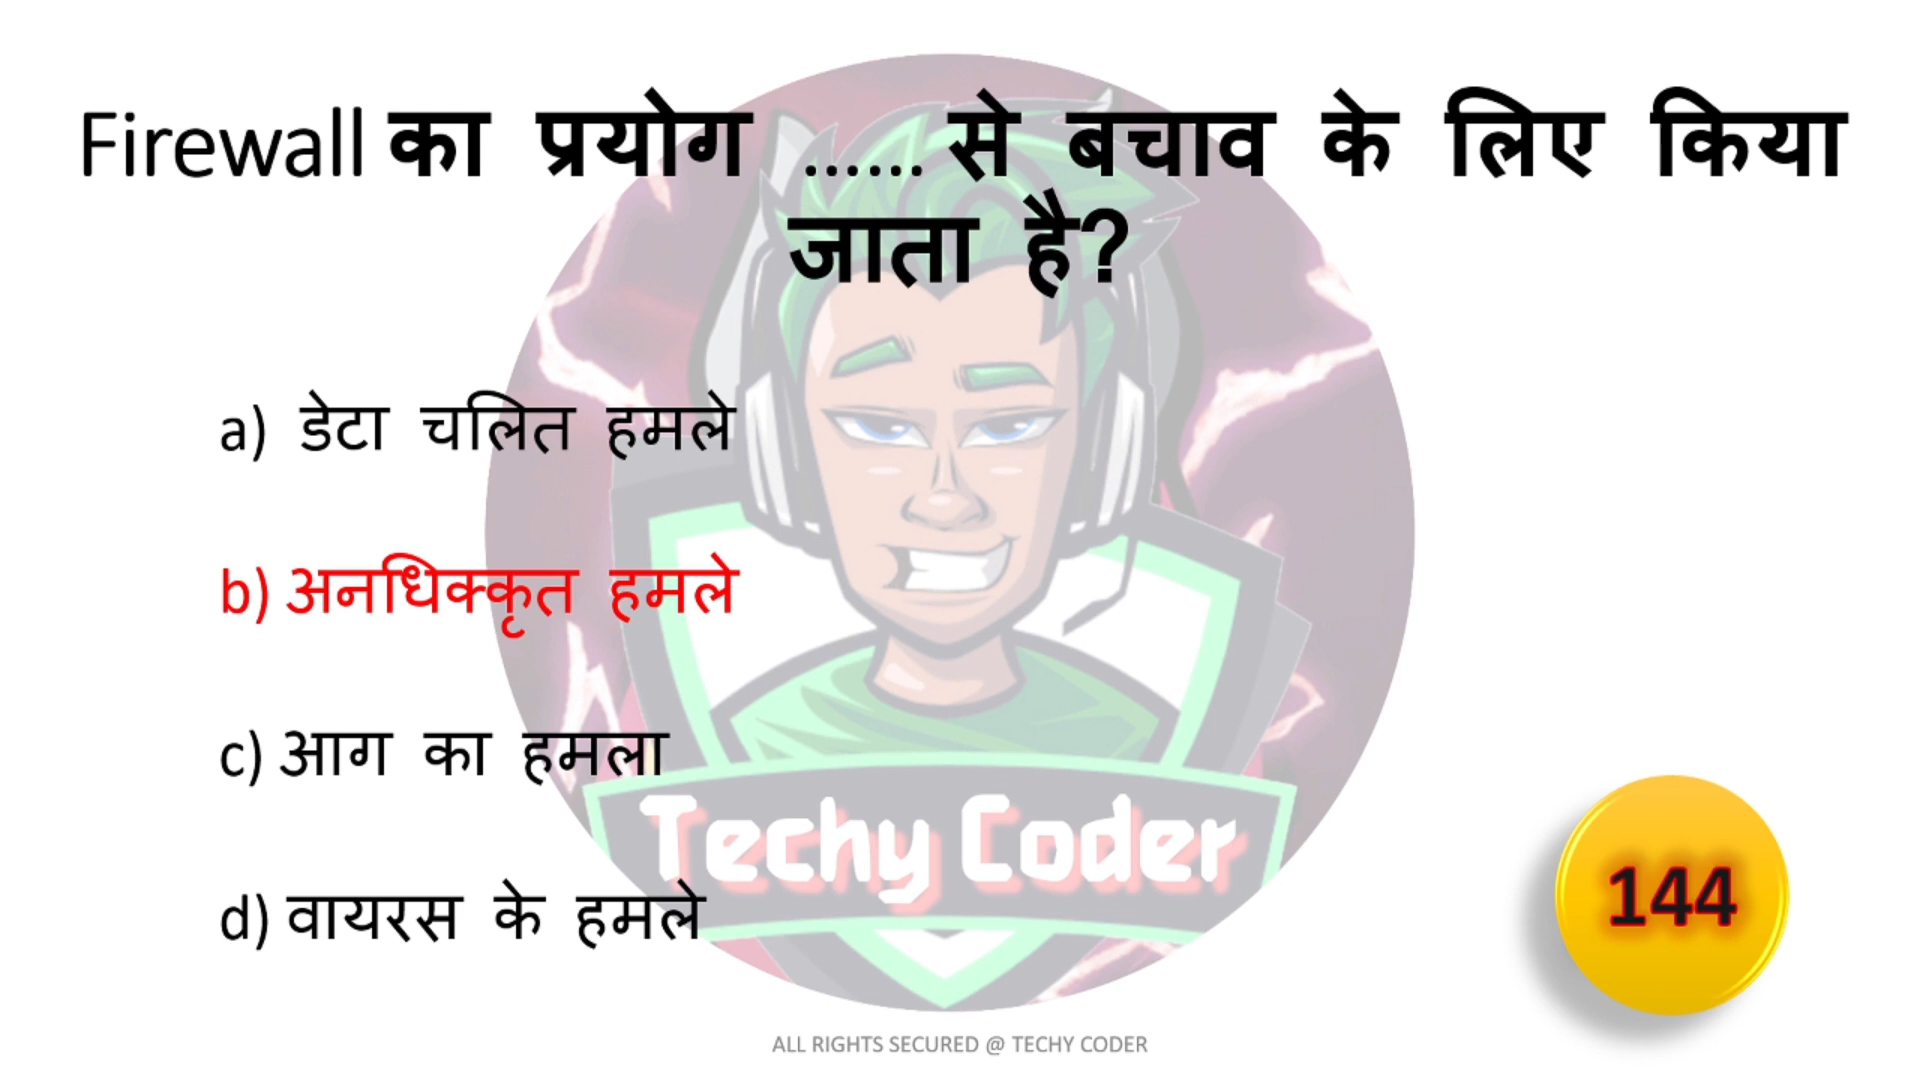 Firewall का प्रयोग ...... से बचाव के लिए किया
जाता है?
a) डेटा चलित हमले
b) अनधिक्कृत हमले
c) आग का हमला
Techy Coder
d) वायरस के हमले
144
ALL RIGHTS SECURED @ TECHY CODER